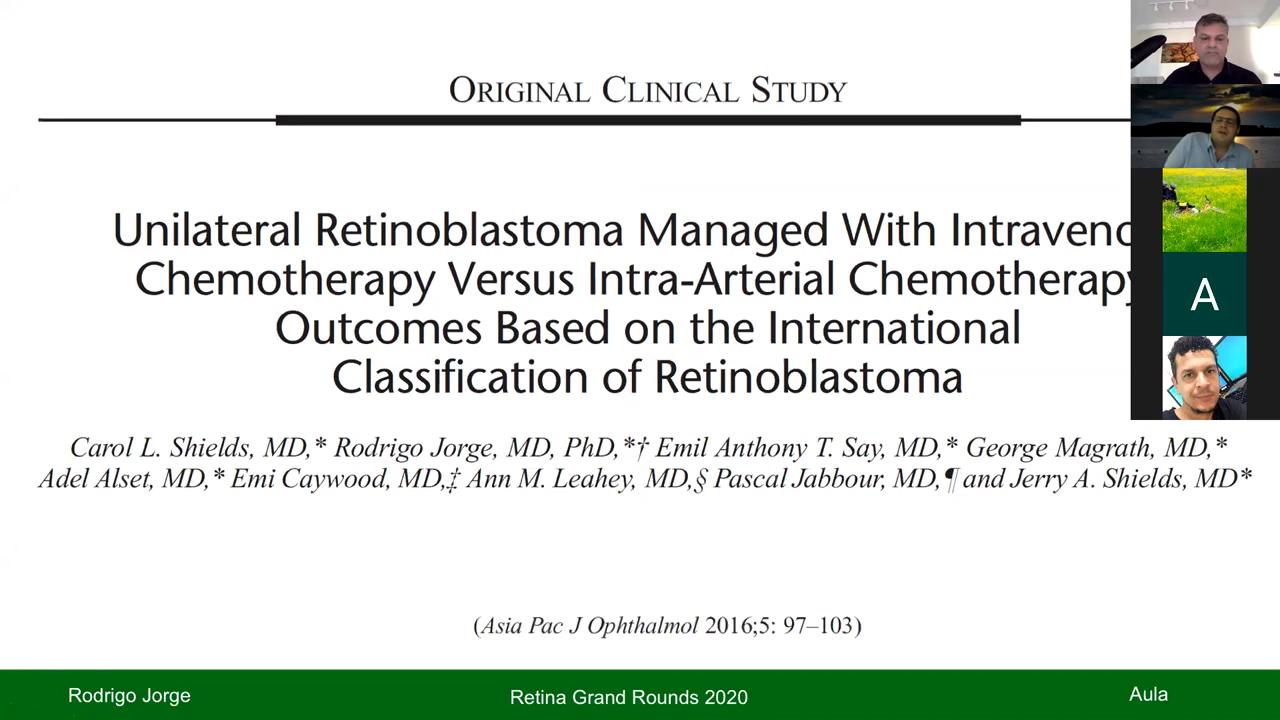 ORIGINAL CLINICAL STUDY
Unilateral Retinoblastoma Managed With Intraveno
Chemotherapy Versus Intra-Arterial Chemotherapy
Outcomes Based on the International
Classification of Retinoblastoma
Carol L. Shields, MD,* Rodrigo Jorge, MD, PhD,*† Emil Anthony T. Say, MD,* George Magrath, MD,*
Adel Alset, MD,* Emi Caywood, MD,‡ Ann M. Leahey, MD,§ Pascal Jabbour, MD,¶ and Jerry A. Shields, MD*
(Asia Pac J Ophthalmol 2016;5: 97–103)
A
Rodrigo Jorge
Retina Grand Rounds 2020
Aula